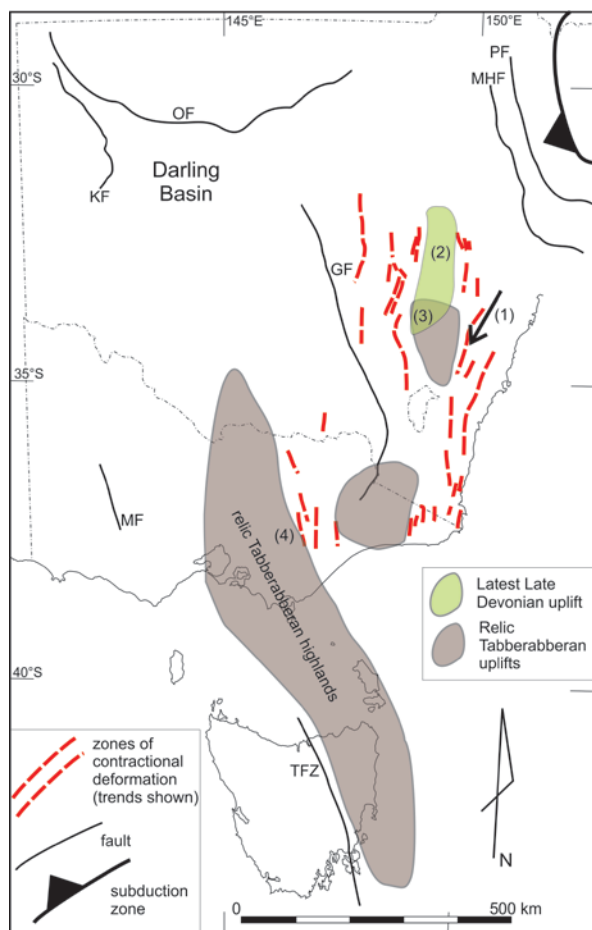 145°E
150°E
30°S
PF
MHF
OF
Darling
Basin
KF
GF
(2)
(3)
(1)
35°S
MF
(4)
relic Tabberabberan highlands
Latest Late
Devonian uplift
Relic
Tabberabberan
uplifts
40°S
zones of
contractional
deformation
(trends shown)
fault
subduction
zone
TFZ
N
0
500 km